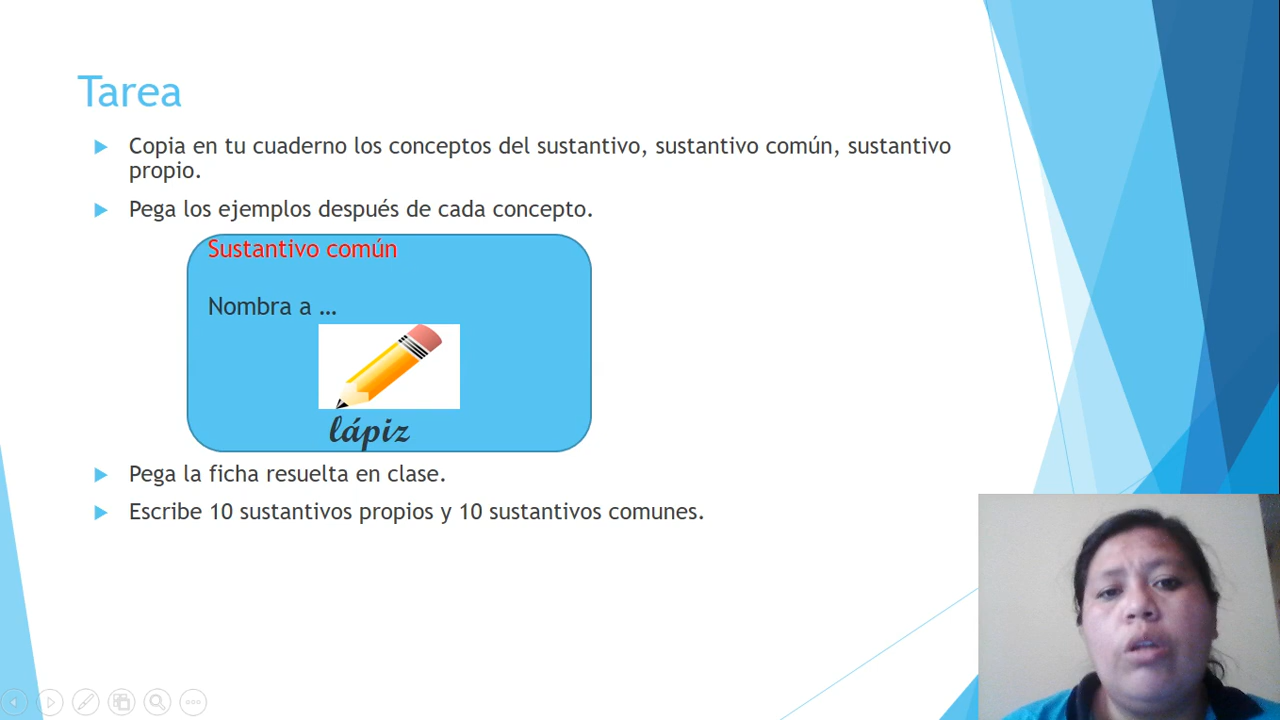 Tarea
Copia en tu cuaderno los conceptos del sustantivo, sustantivo común, sustantivo
propio.
Pega los ejemplos después de cada concepto.
Sustantivo común
Nombra a …
lápiz
Pega la ficha resuelta en clase.
Escribe 10 sustantivos propios y 10 sustantivos comunes.